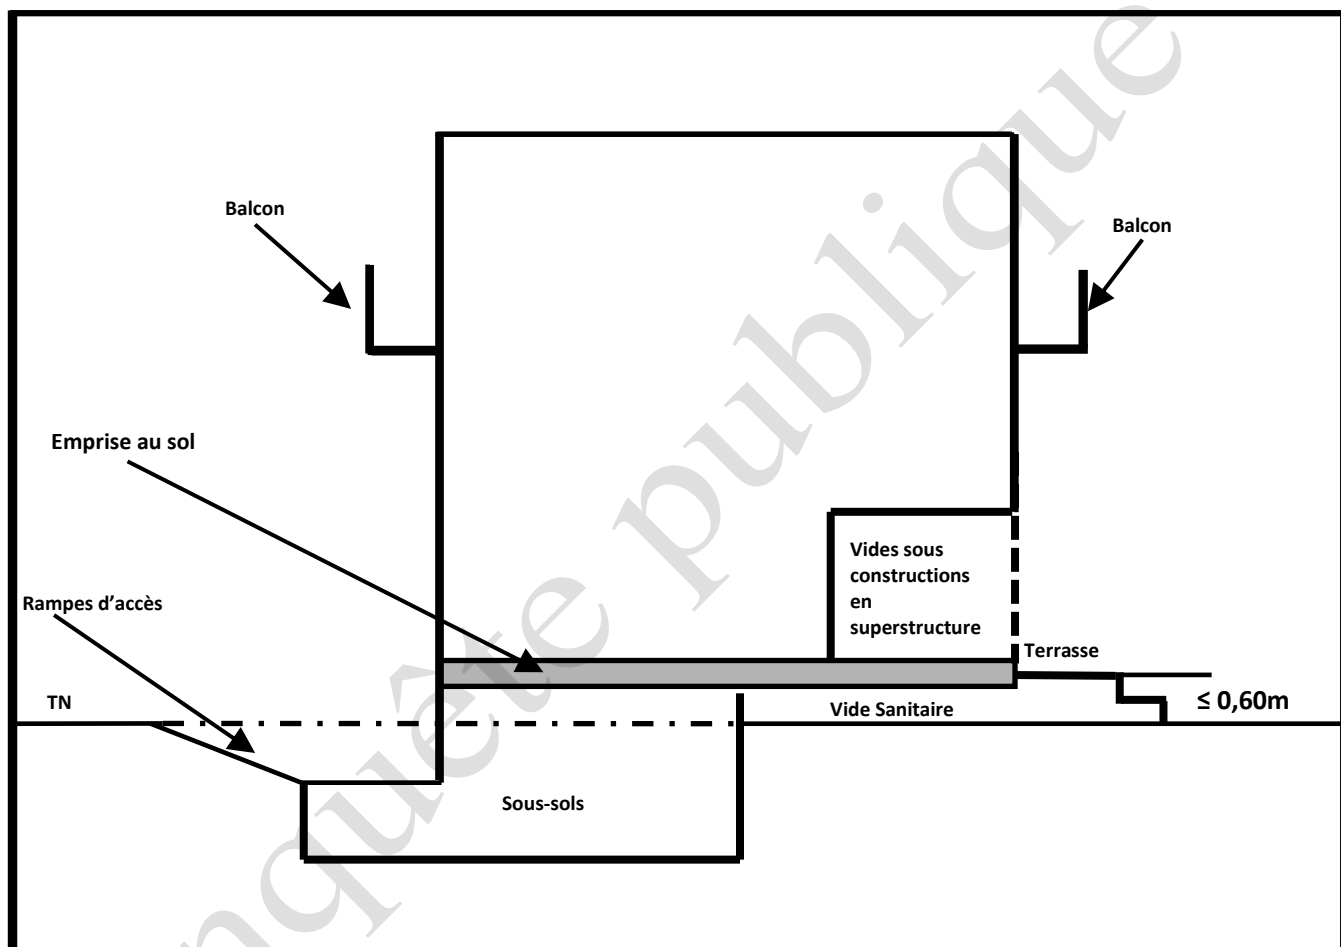 Balcon
Balcon
Emprise au sol
Vides sous
constructions
en
superstructure
Rampes d’accès
Terrasse
TN
Vide Sanitaire
≤ 0,60m
Sous-sols
nquête publique